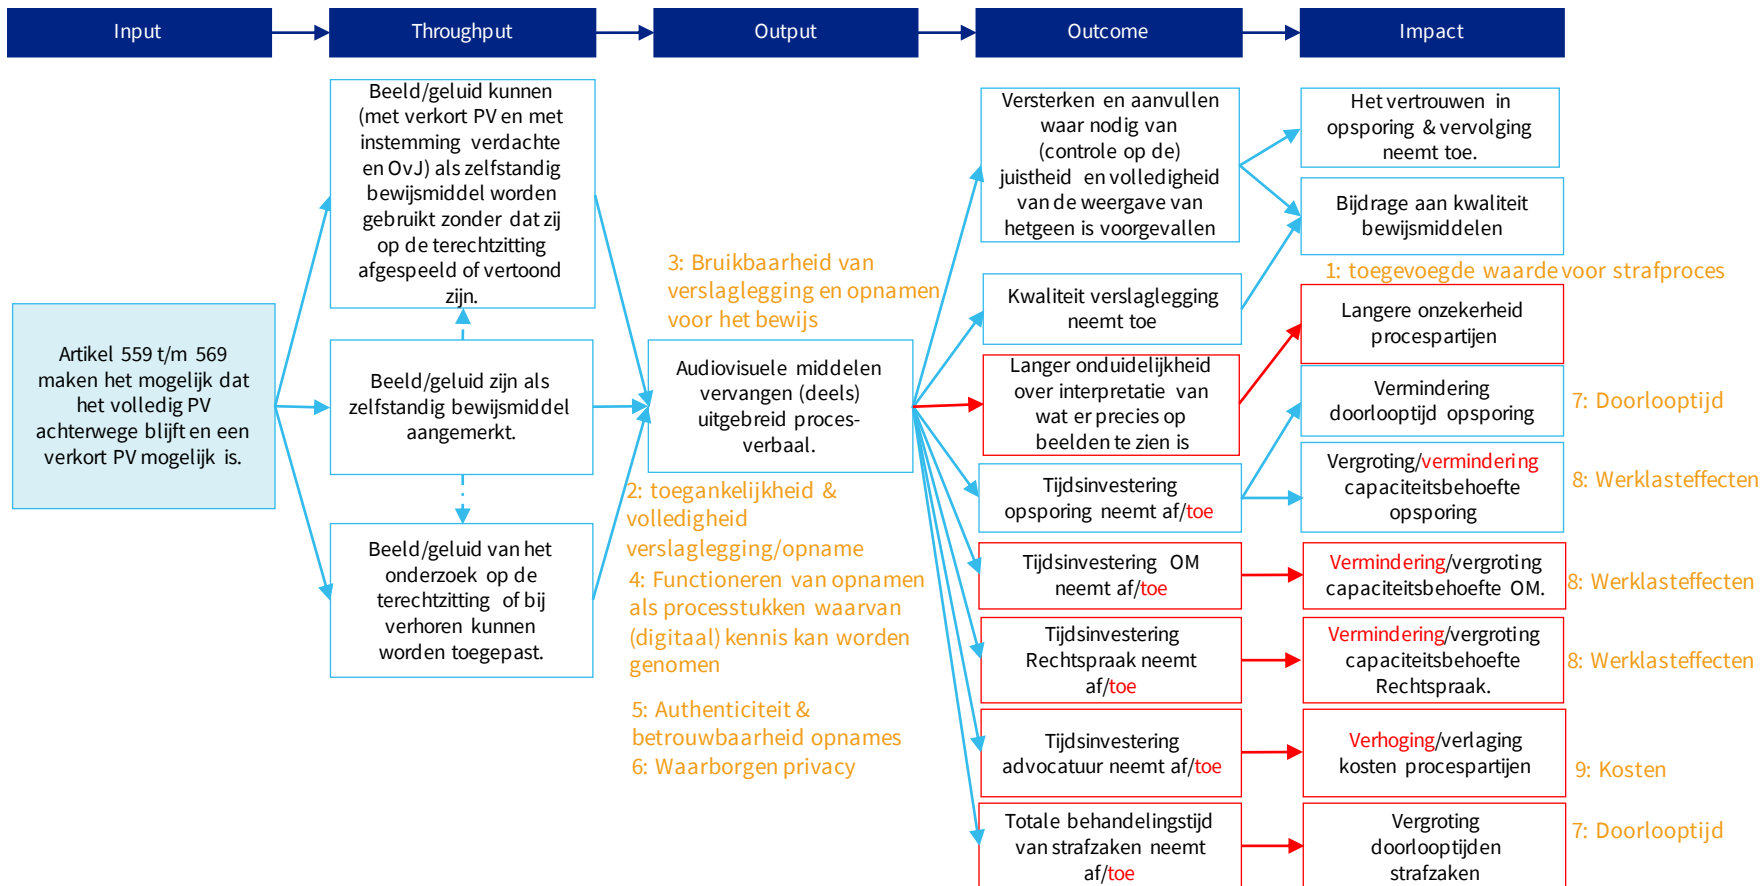 Input
Throughput
Output
Outcome
Impact
Artikel 559 t/m 569
maken het mogelijk dat
het volledig PV
achterwege blijft en een
verkort PV mogelijk is.
Beeld/geluid kunnen
(met verkort PV en met
instemming verdachte
en OvJ) als zelfstandig
bewijsmiddel worden
gebruikt zonder dat zij
op de terechtzitting
afgespeeld of vertoond
zijn.
Beeld/geluid zijn als
zelfstandig bewijsmiddel
aangemerkt.
Beeld/geluid van het
onderzoek op de
terechtzitting of bij
verhoren kunnen
worden toegepast.
3: Bruikbaarheid van
verslaglegging en opnamen
voor het bewijs
Audiovisuele middelen
vervangen (deels)
uitgebreid proces-
verbaal.
2: toegankelijkheid &
volledigheid
verslaglegging/opname
4: Functioneren van opnamen
als processtukken waarvan
(digitaal) kennis kan worden
genomen
5: Authenticiteit &
betrouwbaarheid opnames
6: Waarborgen privacy
Versterken en aanvullen
waar nodig van
(controle op de)
juistheid en volledigheid
van de weergave van
hetgeen is voorgevallen
Kwaliteit verslaglegging
neemt toe
Langer onduidelijkheid
over interpretatie van
wat er precies op
beelden te zien is
Tijdsinvestering
opsporing neemt af/toe
Tijdsinvestering OM
neemt af/toe
Tijdsinvestering
Rechtspraak neemt
af/toe
Tijdsinvestering
advocatuur neemt af/toe
Totale behandelingstijd
van strafzaken neemt
af/toe
Het vertrouwen in
opsporing & vervolging
neemt toe.
Bijdrage aan kwaliteit
bewijsmiddelen
1: toegevoegde waarde voor strafproces
Langere onzekerheid
procespartijen
Vermindering
doorlooptijd opsporing
7: Doorlooptijd
Vergroting/vermindering
capaciteitsbehoefte
opsporing
8: Werklasteffecten
Vermindering/vergroting
capaciteitsbehoefte OM.
8: Werklasteffecten
Vermindering/vergroting
capaciteitsbehoefte
Rechtspraak.
8: Werklasteffecten
Verhoging/verlaging
kosten procespartijen
9: Kosten
Vergroting
doorlooptijden
strafzaken
7: Doorlooptijd